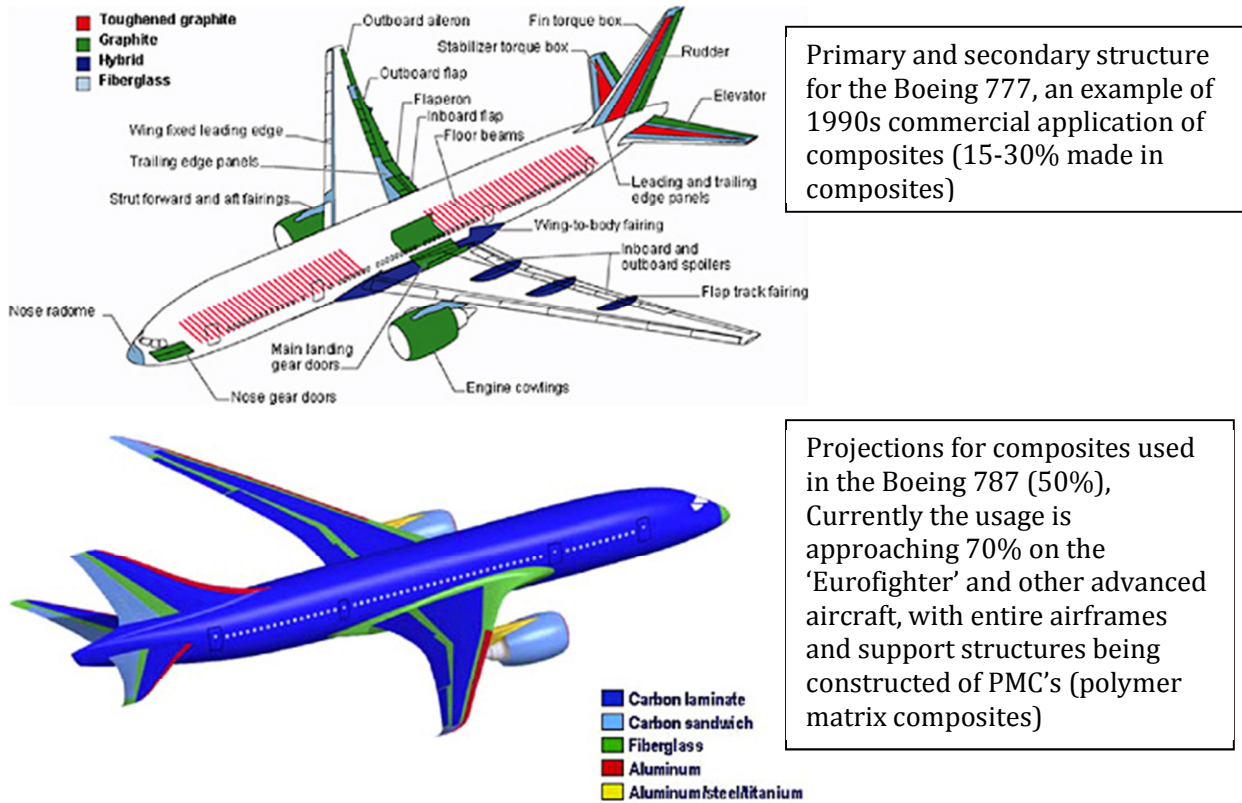 Toughened graphite
Graphite
Hybrid
Fiberglass
Outboard aileron
Fin torque box
Stabilizer torque box
Rudder
Outboard flap
Elevator
Flaperon
Inboard flap
Wing fixed leading edge
Floor beams
Trailing edge panels
Strut forward and aft fairings
Leading and trailing
edge panels
Wing-to-body fairing
Inboard and
outboard spoilers
Flap track fairing
Nose radome
Main landing
gear doors
Engine cowlings
Nose gear doors
Primary and secondary structure
for the Boeing 777, an example of
1990s commercial application of
composites (15-30% made in
composites)
Projections for composites used
in the Boeing 787 (50%),
Currently the usage is
approaching 70% on the
‘Eurofighter’ and other advanced
aircraft, with entire airframes
and support structures being
constructed of PMC’s (polymer
matrix composites)
Carbon laminate
Carbon sandwich
Fiberglass
Aluminum
Aluminum/steel/titanium